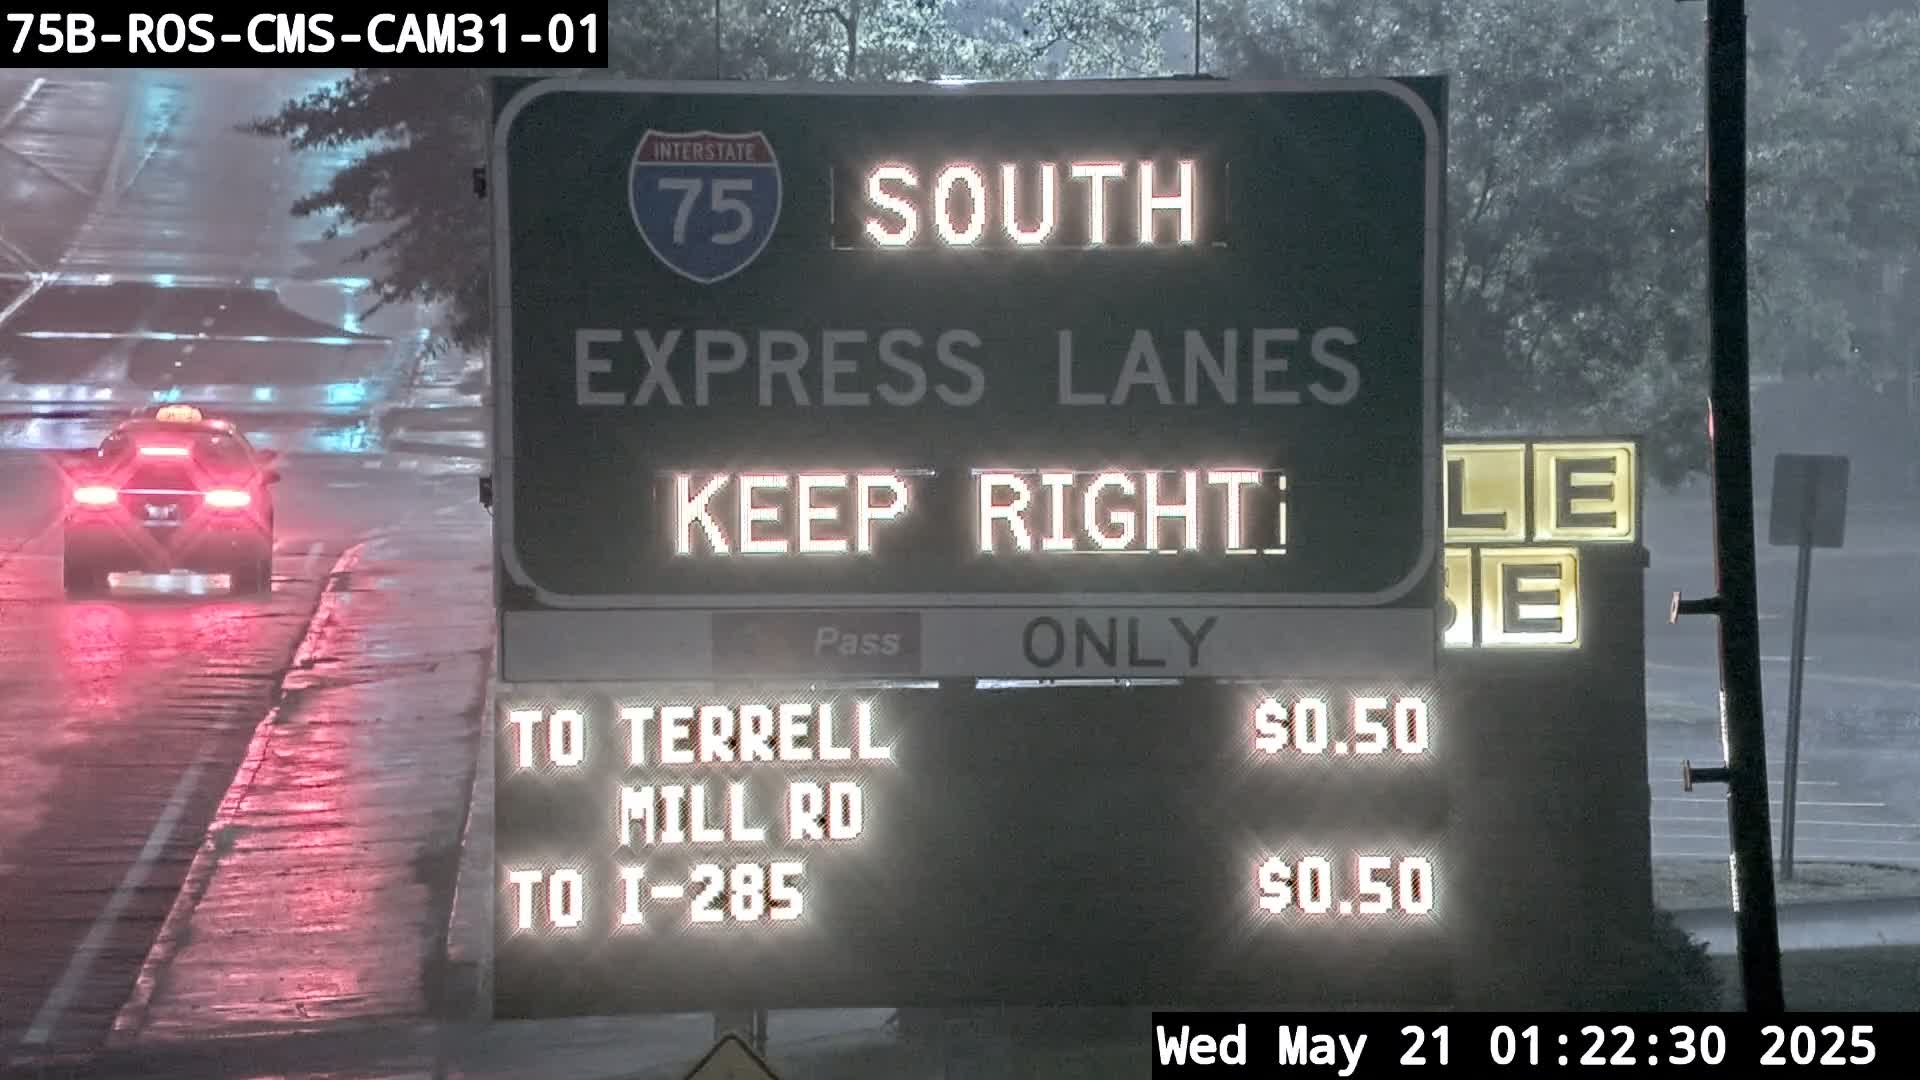 75B-ROS-CMS-CAM31-01
INTERSTATE
75
SOUTH
EXPRESS LANES
KEEP RIGHT
Pass ONLY
LE
E
TO TERRELL $0.50
MILL RD
TO I-285 $0.50
Wed May 21 01:22:30 2025